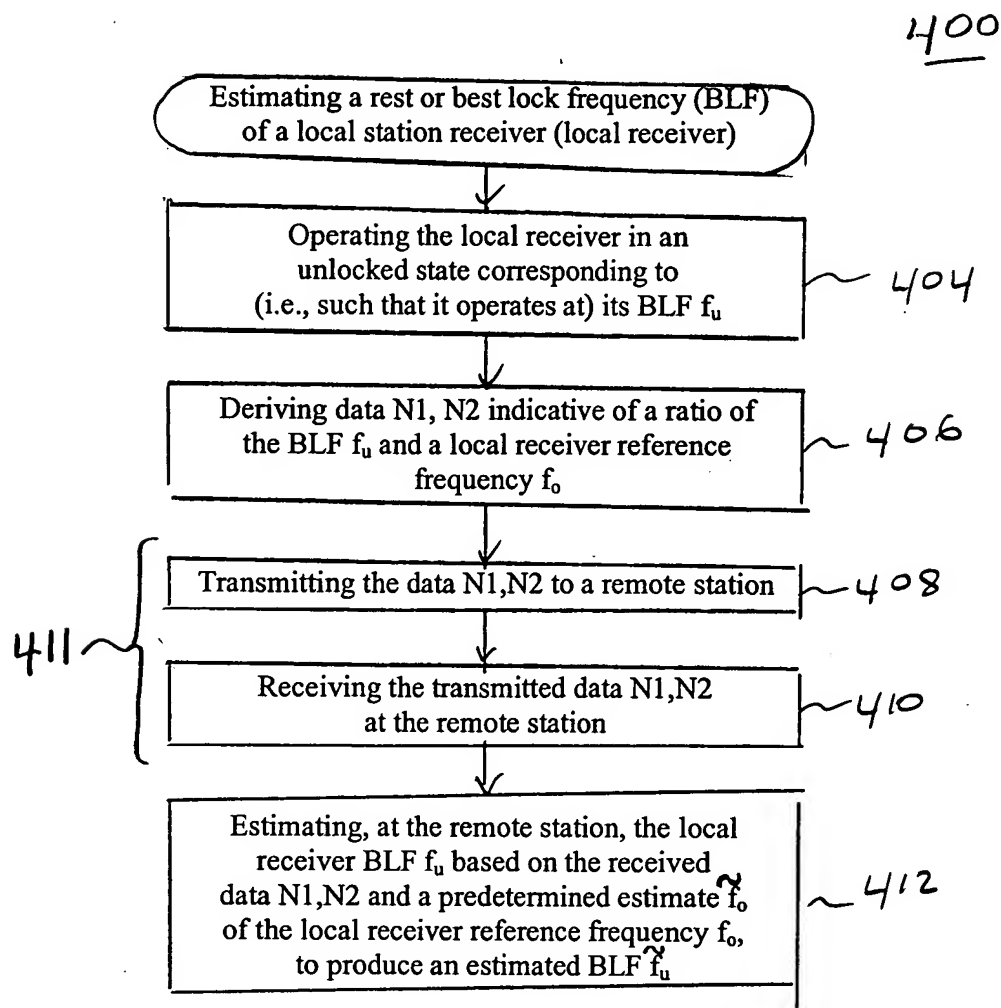 400
Estimating a rest or best lock frequency (BLF)
of a local station receiver (local receiver)
Operating the local receiver in an
unlocked state corresponding to
(i.e., such that it operates at) its BLF fᵤ
404
Deriving data N1, N2 indicative of a ratio of
the BLF fᵤ and a local receiver reference
frequency fₒ
406
Transmitting the data N1,N2 to a remote station
408
411
Receiving the transmitted data N1,N2
at the remote station
410
Estimating, at the remote station, the local
receiver BLF fᵤ based on the received
data N1,N2 and a predetermined estimate f̃ₒ
of the local receiver reference frequency fₒ,
to produce an estimated BLF f̃ᵤ
412